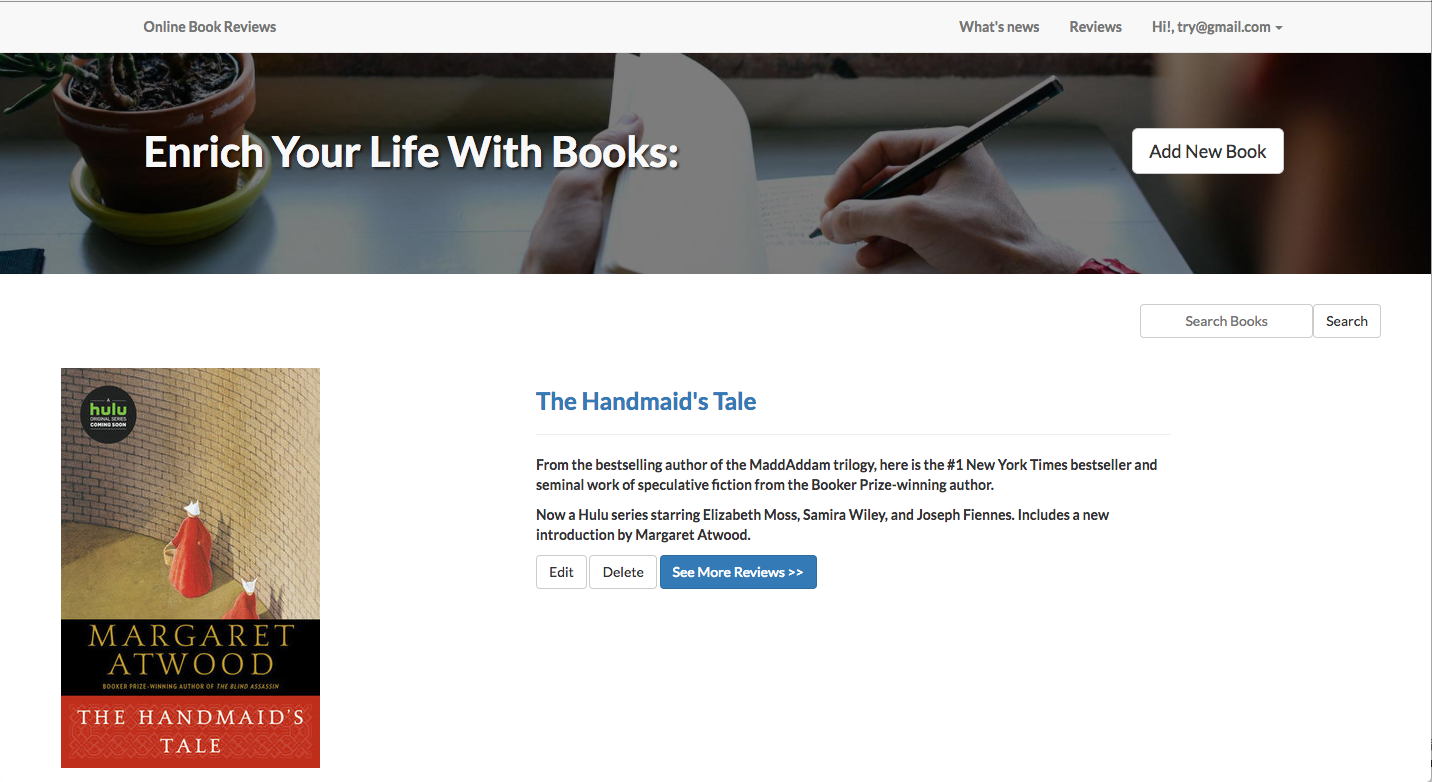 Online Book Reviews
What's news
Reviews
Hi!, try@gmail.com
Enrich Your Life With Books:
Add New Book
Search Books
Search
A
hulu
ORIGINAL SERIES
COMING SOON
MARGARET
ATWOOD
BOOKER PRIZE-WINNING AUTHOR OF THE BLIND ASSASSIN
THE HANDMAID'S
TALE
The Handmaid's Tale
From the bestselling author of the MaddAddam trilogy, here is the #1 New York Times bestseller and
seminal work of speculative fiction from the Booker Prize-winning author.
Now a Hulu series starring Elizabeth Moss, Samira Wiley, and Joseph Fiennes. Includes a new
introduction by Margaret Atwood.
Edit
Delete
See More Reviews >>